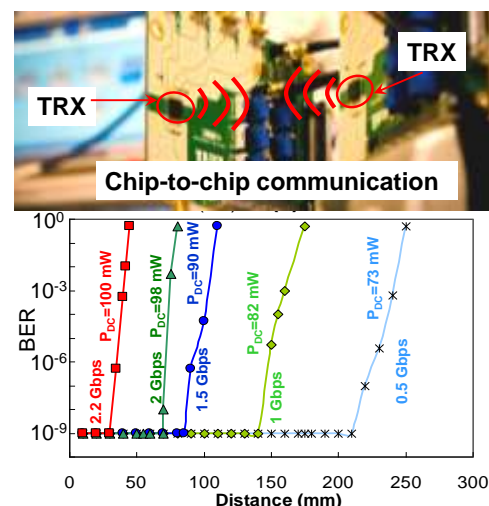 TRX
TRX
Chip-to-chip communication
BER
10^0
10^-3
10^-6
10^-9
2.2 Gbps P_DC=100 mW
2 Gbps P_DC=98 mW
1.5 Gbps P_DC=90 mW
1 Gbps P_DC=82 mW
0.5 Gbps P_DC=73 mW
0 50 100 150 200 250 300
Distance (mm)